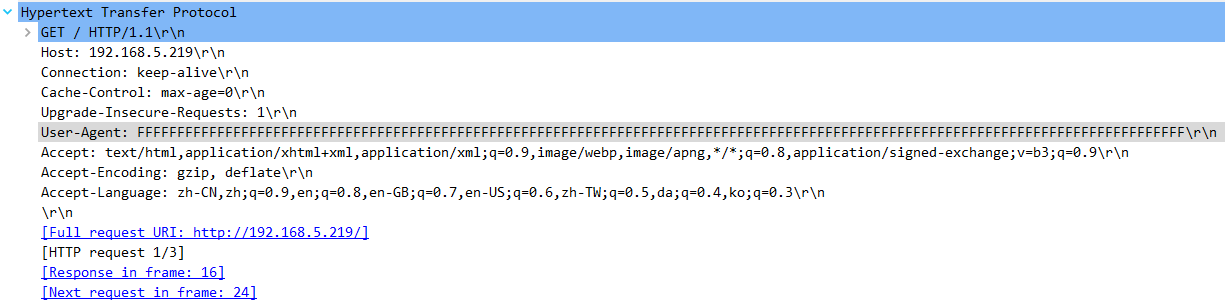 Hypertext Transfer Protocol
GET / HTTP/1.1\r\n
Host: 192.168.5.219\r\n
Connection: keep-alive\r\n
Cache-Control: max-age=0\r\n
Upgrade-Insecure-Requests: 1\r\n
User-Agent: FFFFFFFFFFFFFFFFFFFFFFFFFFFFFFFFFFFFFFFFFFFFFFFFFFFFFFFFFFFFFFFFFFFFFFFFFFFFFFFFFFFFFFFFFFFFFFFFFFFFFFFFFFFFFFFFFFFFFFFFFFFFFFFFFFF\r\n
Accept: text/html,application/xhtml+xml,application/xml;q=0.9,image/webp,image/apng,*/*;q=0.8,application/signed-exchange;v=b3;q=0.9\r\n
Accept-Encoding: gzip, deflate\r\n
Accept-Language: zh-CN,zh;q=0.9,en;q=0.8,en-GB;q=0.7,en-US;q=0.6,zh-TW;q=0.5,da;q=0.4,ko;q=0.3\r\n
\r\n
[Full request URI: http://192.168.5.219/]
[HTTP request 1/3]
[Response in frame: 16]
[Next request in frame: 24]